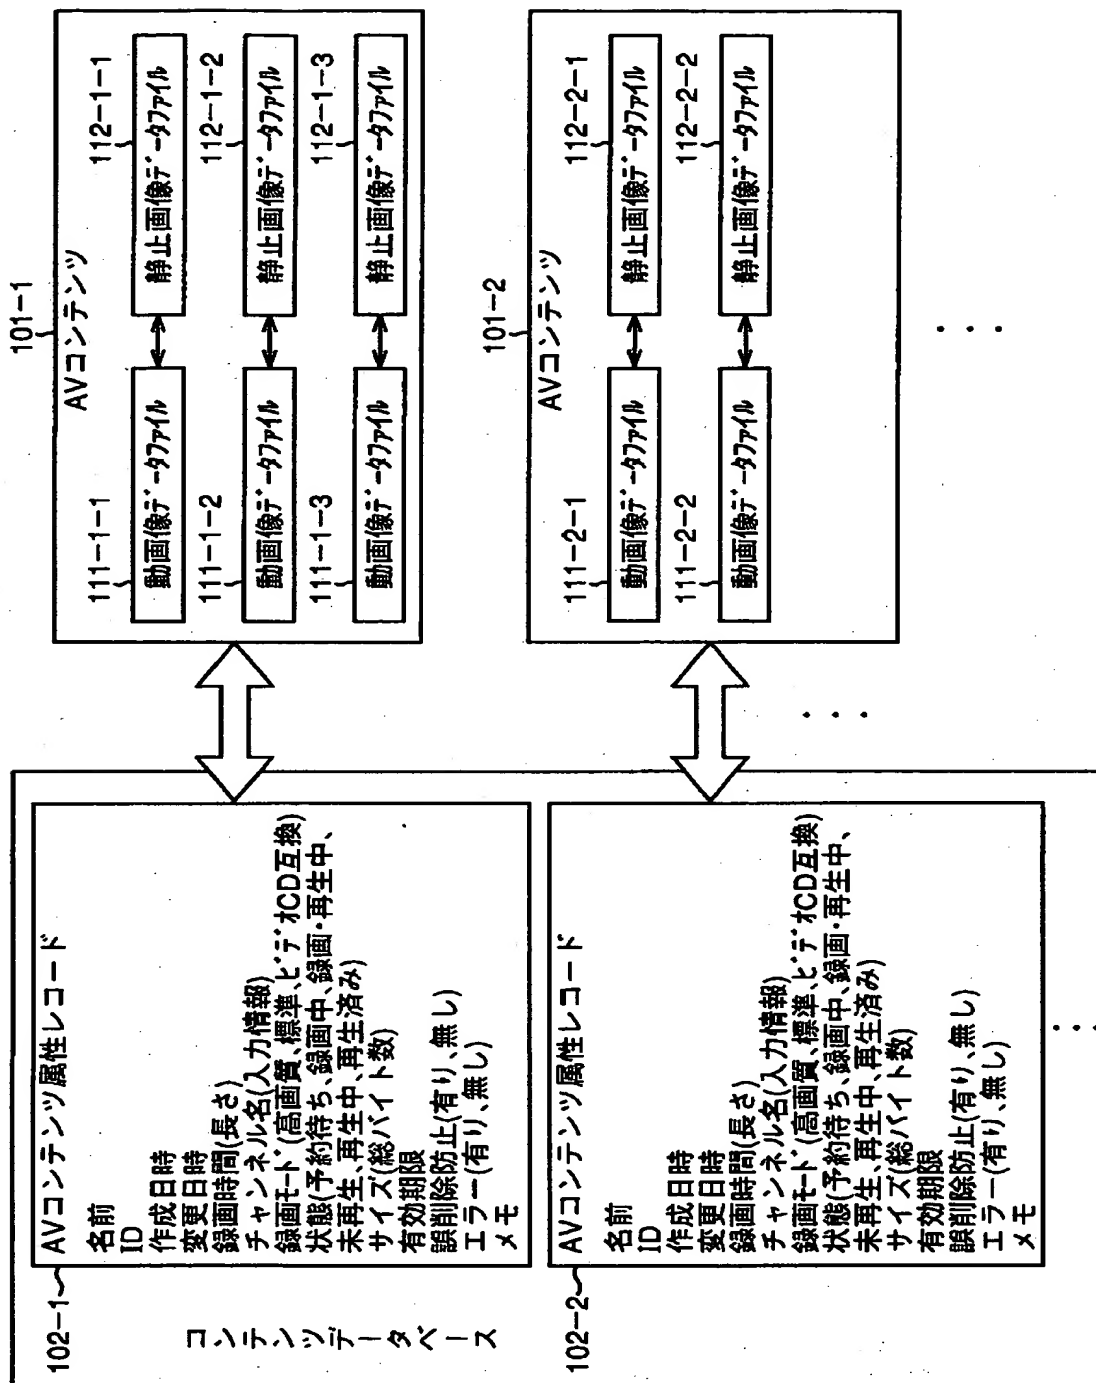 コンテンツデータベース
102-1
AVコンテンツ属性レコード
名前
ID
作成日時
変更日時
録画時間(長さ)
チャンネル名(入力情報)
録画モード(高画質、標準、ビデオCD互換)
状態(予約待ち、録画中、録画・再生中、
未再生、再生中、再生済み)
サイズ(総バイト数)
有効期限
誤削除防止(有り、無し)
エラー(有り、無し)
メモ
102-2
AVコンテンツ属性レコード
名前
ID
作成日時
変更日時
録画時間(長さ)
チャンネル名(入力情報)
録画モード(高画質、標準、ビデオCD互換)
状態(予約待ち、録画中、録画・再生中、
未再生、再生中、再生済み)
サイズ(総バイト数)
有効期限
誤削除防止(有り、無し)
エラー(有り、無し)
メモ
101-1
AVコンテンツ
111-1-1
動画像データファイル
112-1-1
静止画像データファイル
111-1-2
動画像データファイル
112-1-2
静止画像データファイル
111-1-3
動画像データファイル
112-1-3
静止画像データファイル
101-2
AVコンテンツ
111-2-1
動画像データファイル
112-2-1
静止画像データファイル
111-2-2
動画像データファイル
112-2-2
静止画像データファイル